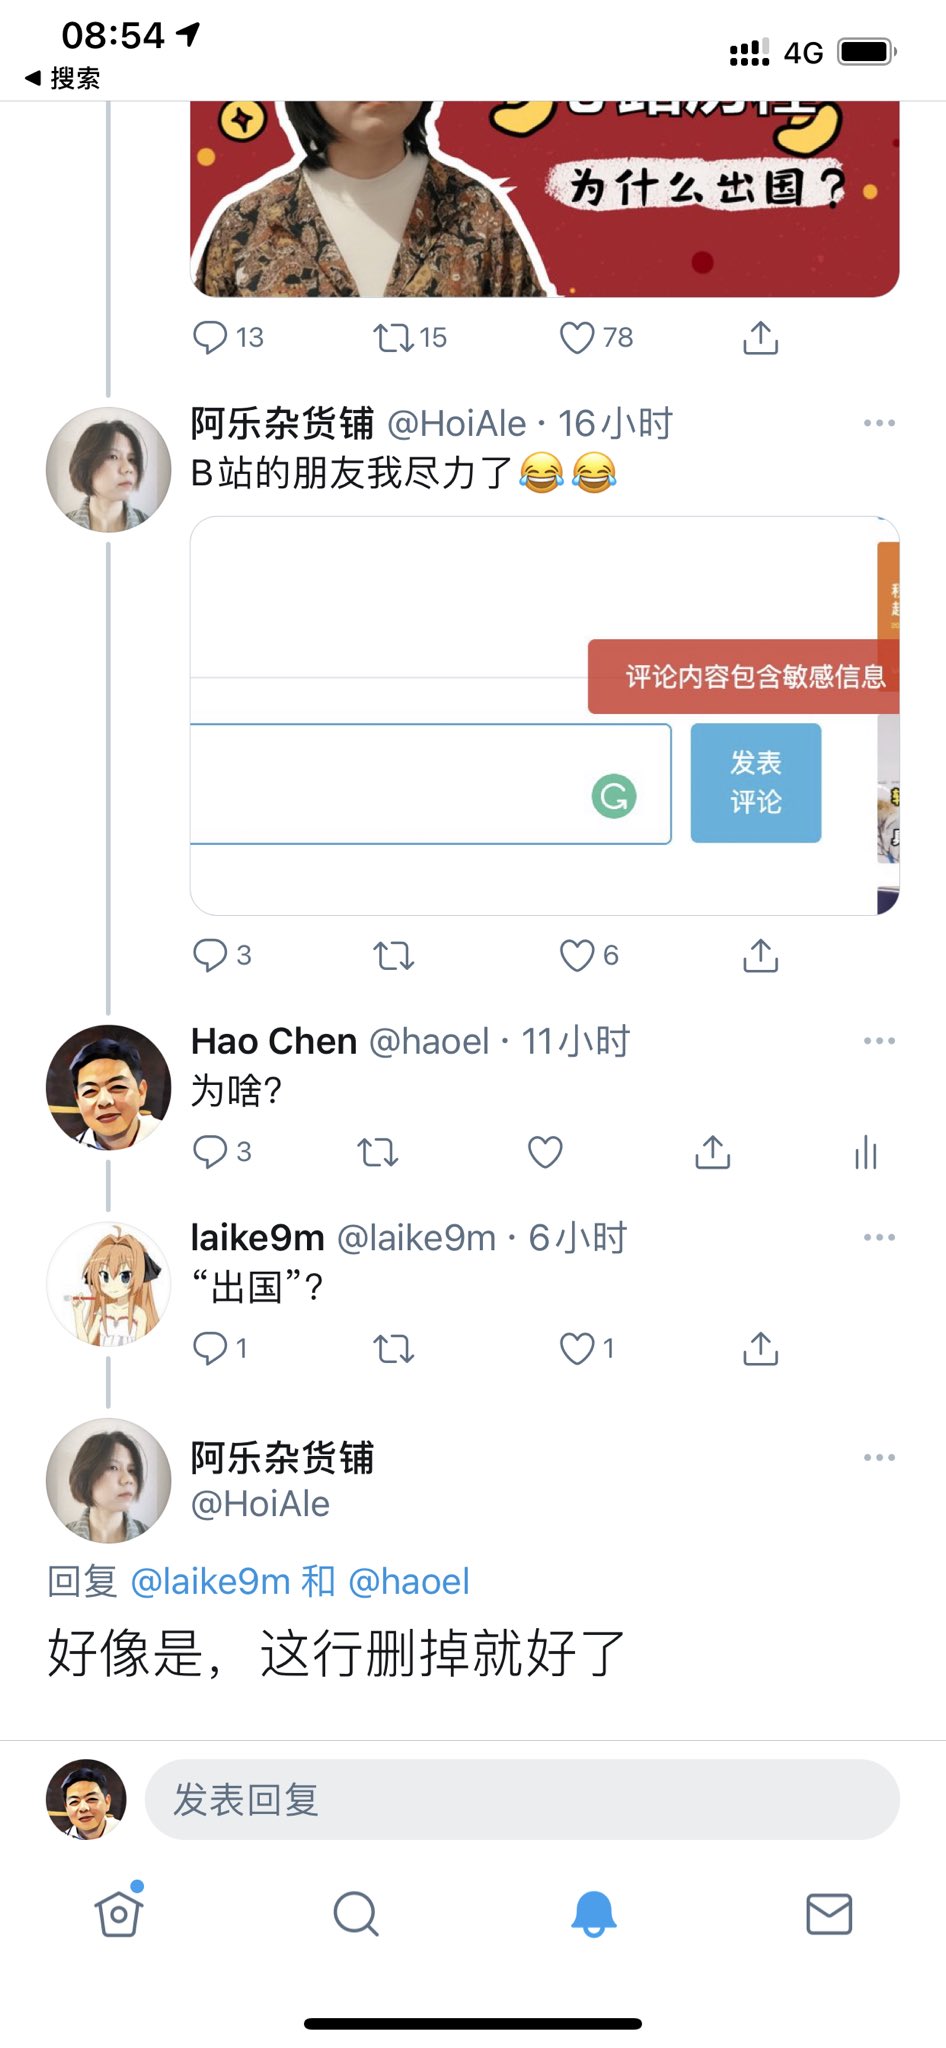 08:54
4G
搜索
心路历程
为什么出国？
13
15
78
阿乐杂货铺 @HoiAle · 16小时
B站的朋友我尽力了😂😂
评论内容包含敏感信息
发表
评论
3
6
Hao Chen @haoel · 11小时
为啥？
3
laike9m @laike9m · 6小时
“出国”？
1
1
阿乐杂货铺
@HoiAle
回复 @laike9m 和 @haoel
好像是，这行删掉就好了
发表回复